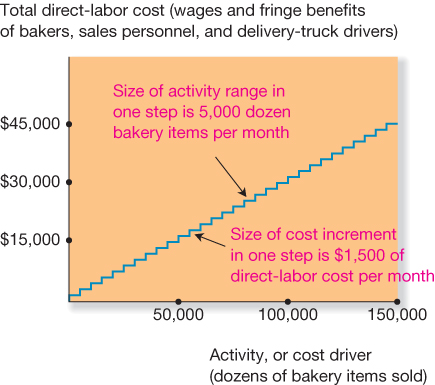 Total direct-labor cost (wages and fringe benefits
of bakers, sales personnel, and delivery-truck drivers)
Size of activity range in
one step is 5,000 dozen
bakery items per month
$45,000
$30,000
$15,000
Size of cost increment
in one step is $1,500 of
direct-labor cost per month
50,000
100,000
150,000
Activity, or cost driver
(dozens of bakery items sold)